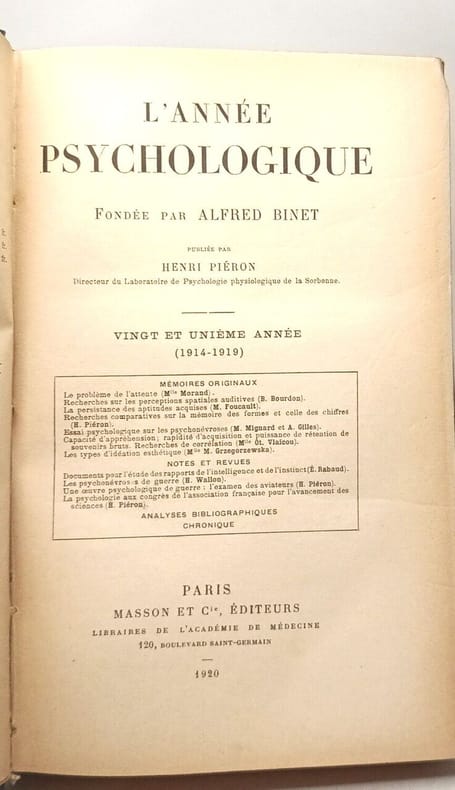 L'ANNÉE
PSYCHOLOGIQUE
FONDÉE PAR ALFRED BINET
PUBLIÉE PAR
HENRI PIÉRON
Directeur du Laboratoire de Psychologie physiologique de la Sorbonne.
VINGT ET UNIÈME ANNÉE
(1914-1919)
MÉMOIRES ORIGINAUX
Le problème de l'attente (Mlle Morand).
Recherches sur les perceptions spatiales auditives (B. Bourdon).
La persistance des aptitudes acquises (M. Foucault).
Recherches comparatives sur la mémoire des formes et celle des chiffres
(H. Piéron).
Essai psychologique sur les psychonévroses (M. Mignard et A. Gilles).
Capacité d'appréhension; rapidité d'acquisition et puissance de rétention de
souvenirs bruts. Recherches de corrélation (Mlle Ot. Vlaizou).
Les types d'idéation esthétique (Mlle M. Grzegorzewska).
NOTES ET REVUES
Documents pour l'étude des rapports de l'intelligence et de l'instinct (É. Rabaud).
Les psychonévroses de guerre (H. Wallon).
Une œuvre psychologique de guerre : l'examen des aviateurs (H. Piéron).
La psychologie aux congrès de l'association française pour l'avancement des
sciences (H. Piéron).
ANALYSES BIBLIOGRAPHIQUES
CHRONIQUE
PARIS
MASSON ET Cie, ÉDITEURS
LIBRAIRES DE L'ACADÉMIE DE MÉDECINE
120, BOULEVARD SAINT-GERMAIN
1920